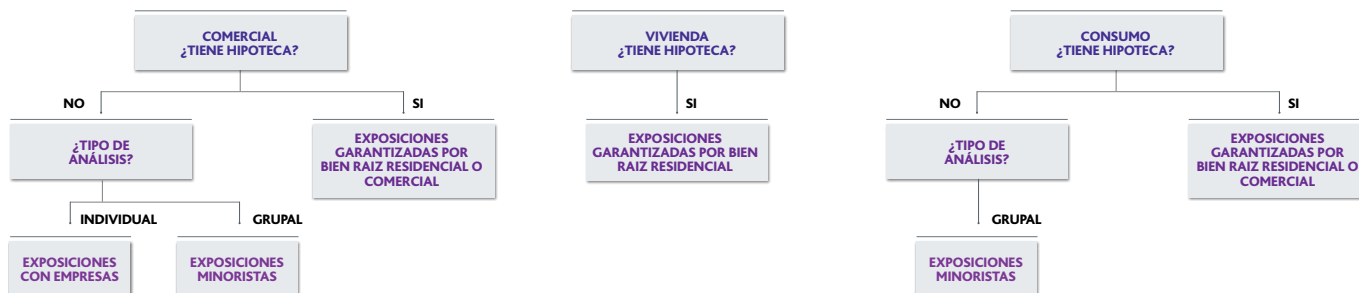 COMERCIAL
¿TIENE HIPOTECA?
NO
SI
¿TIPO DE
ANÁLISIS?
EXPOSICIONES
GARANTIZADAS POR
BIEN RAIZ RESIDENCIAL O
COMERCIAL
INDIVIDUAL
GRUPAL
EXPOSICIONES
CON EMPRESAS
EXPOSICIONES
MINORISTAS
VIVIENDA
¿TIENE HIPOTECA?
SI
EXPOSICIONES
GARANTIZADAS POR BIEN
RAIZ RESIDENCIAL
CONSUMO
¿TIENE HIPOTECA?
NO
SI
¿TIPO DE
ANÁLISIS?
EXPOSICIONES
GARANTIZADAS POR
BIEN RAIZ RESIDENCIAL O
COMERCIAL
GRUPAL
EXPOSICIONES
MINORISTAS